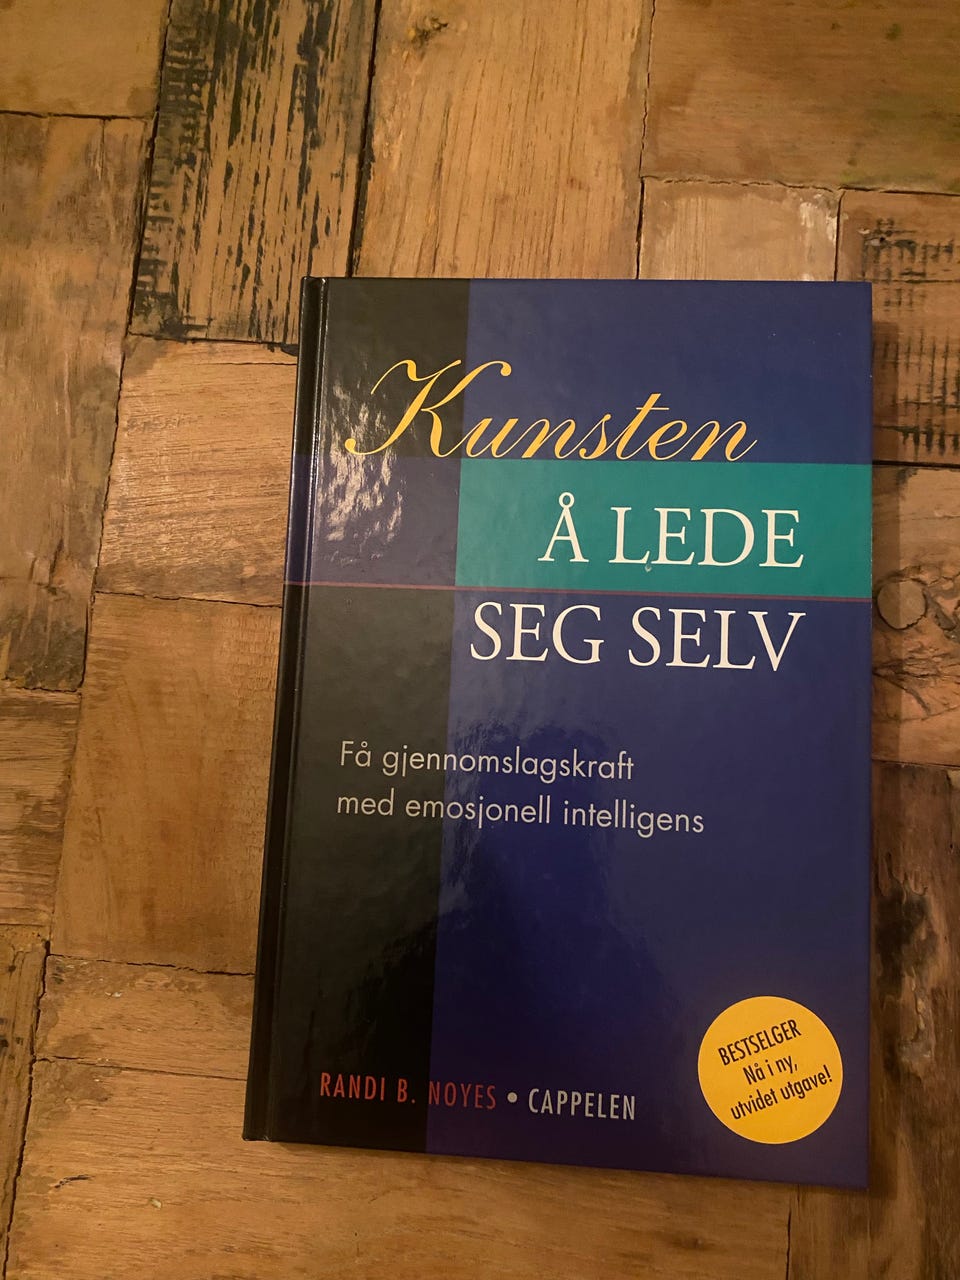 Kunsten
Å LEDE
SEG SELV
Få gjennomslagskraft
med emosjonell intelligens
RANDI B. NOYES • CAPPELEN
BESTSELGER
Nå i ny,
utvidet utgave!